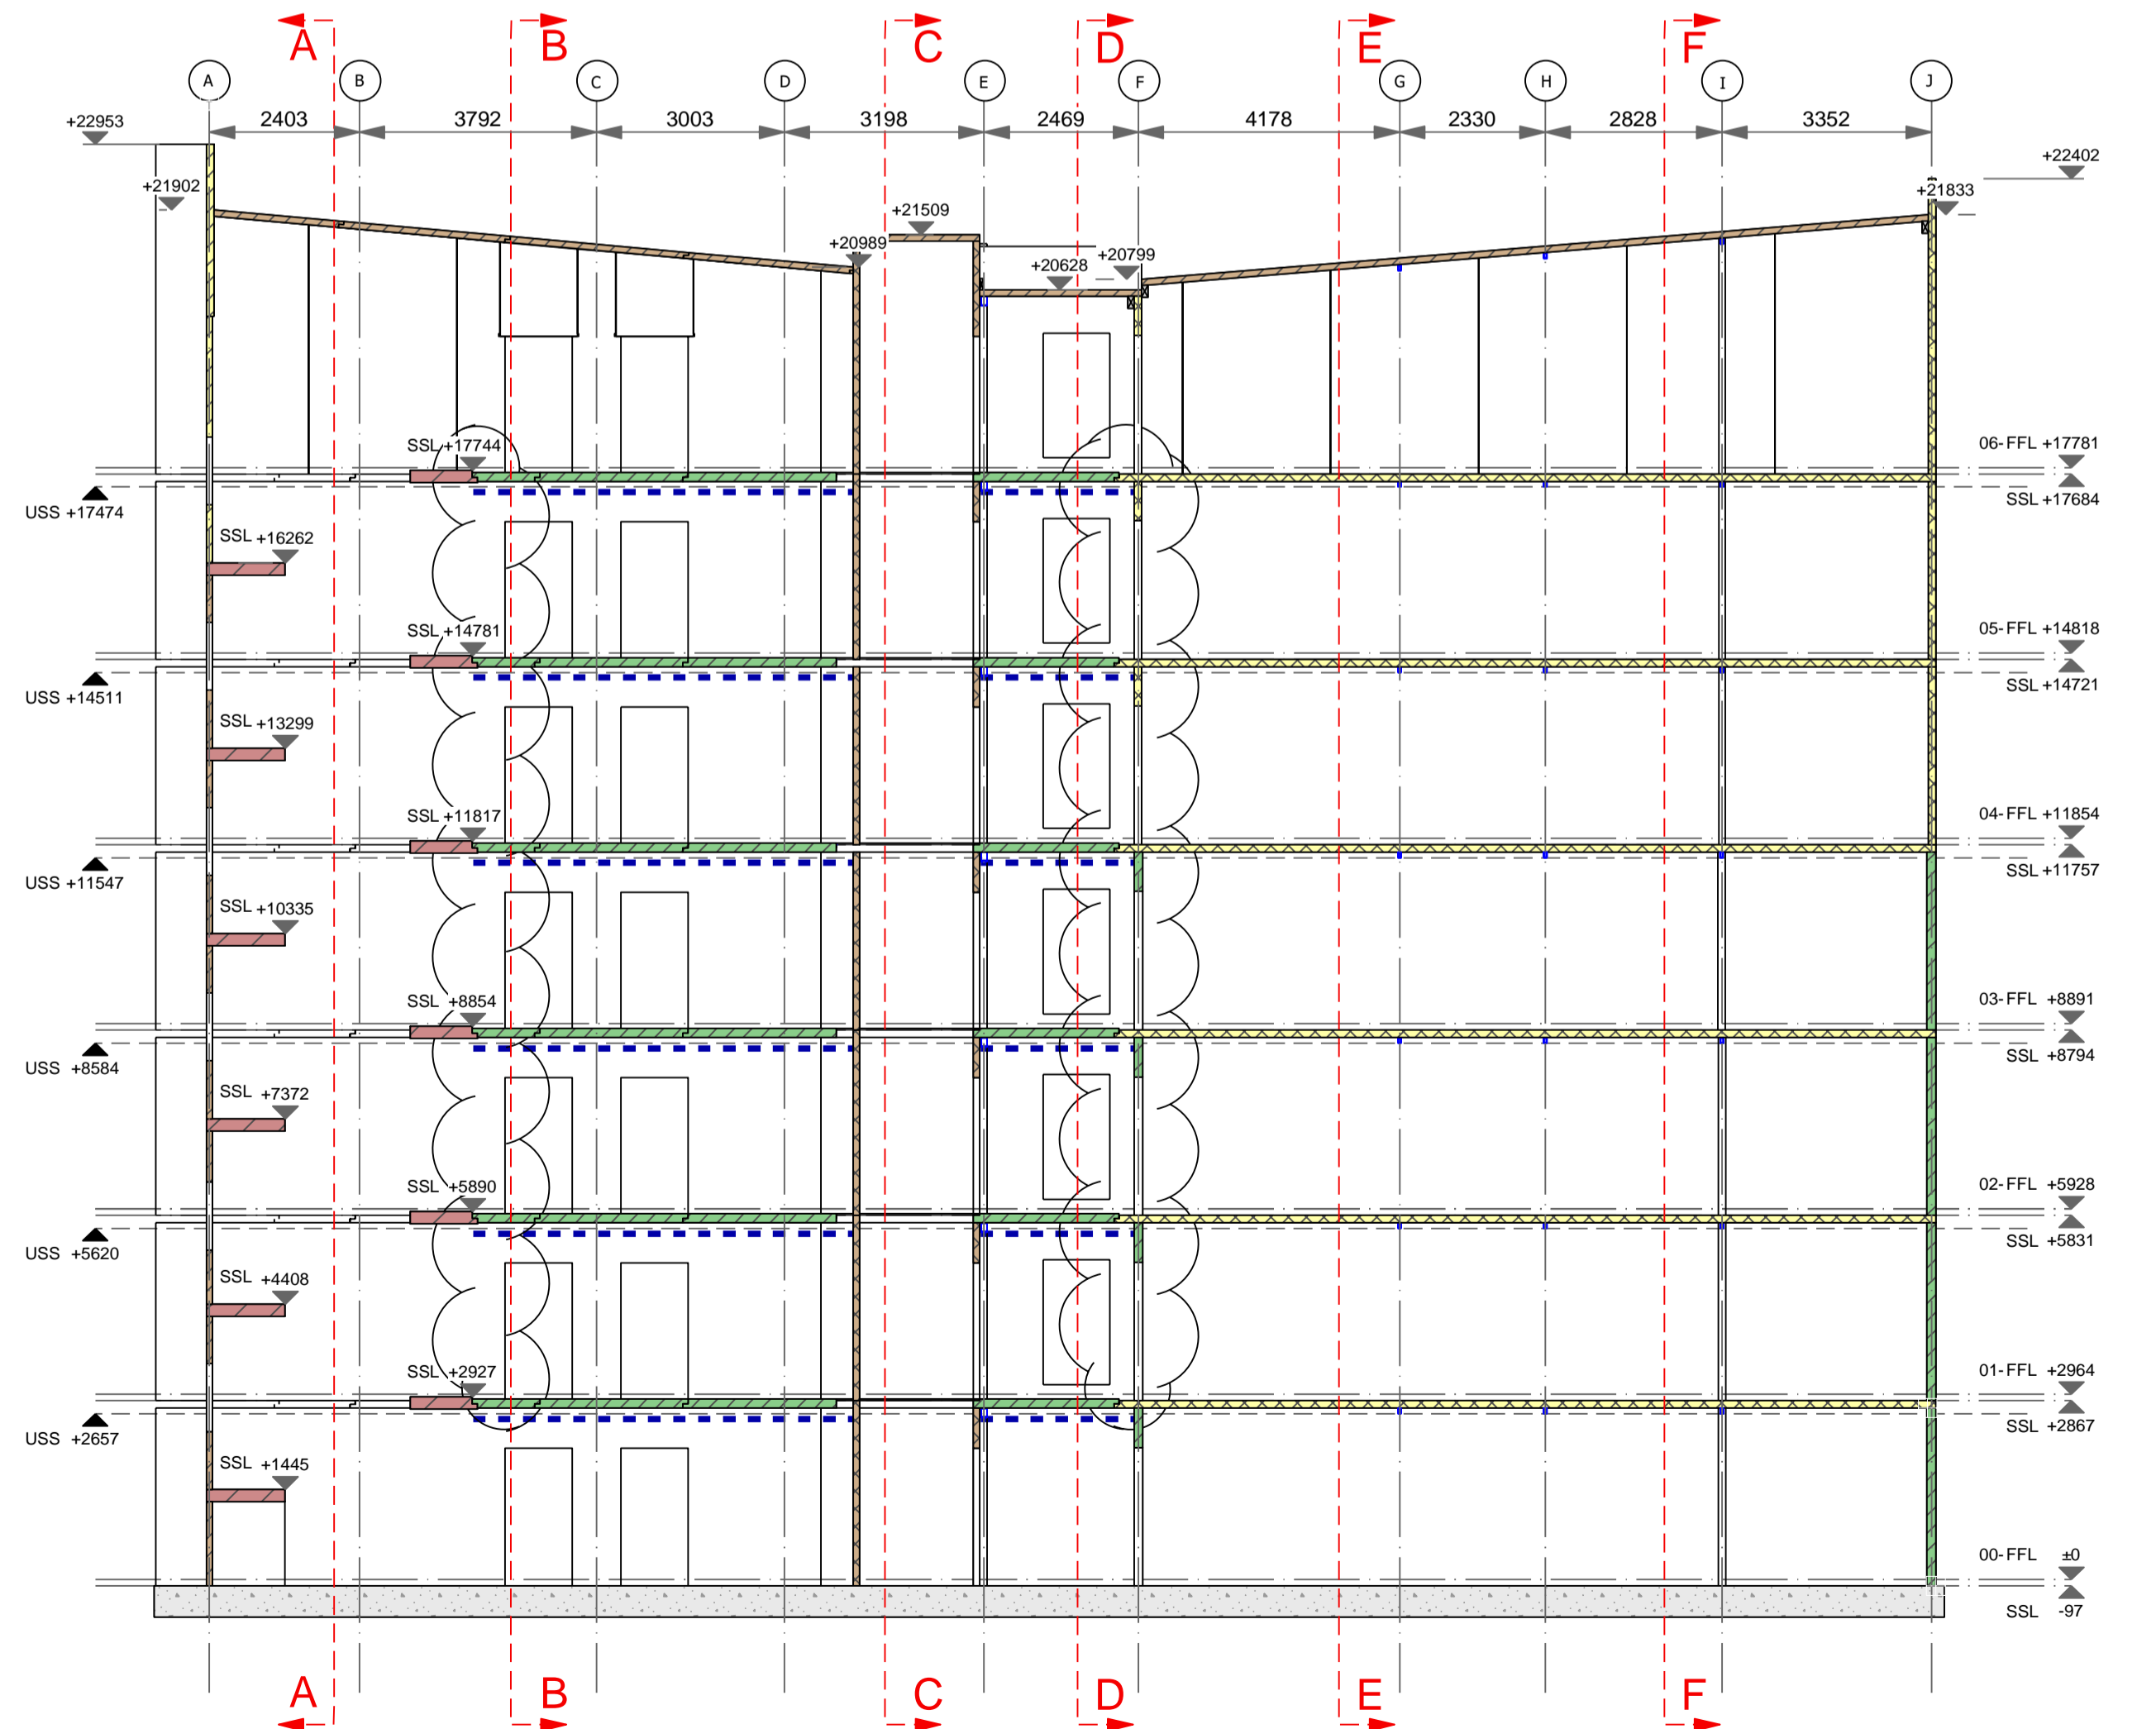 A B C D E F
A B C D E F G H I J
2403 3792 3003 3198 2469 4178 2330 2828 3352
+22953
+22402
+21902
+21833
+21509
+20989
+20799
+20628
SSL +17744
06-FFL +17781
USS +17474
SSL +17684
SSL +16262
SSL +14781
05-FFL +14818
USS +14511
SSL +14721
SSL +13299
SSL +11817
04-FFL +11854
USS +11547
SSL +11757
SSL +10335
SSL +8854
03-FFL +8891
USS +8584
SSL +8794
SSL +7372
SSL +5890
02-FFL +5928
USS +5620
SSL +5831
SSL +4408
SSL +2927
01-FFL +2964
USS +2657
SSL +2867
SSL +1445
00-FFL ±0
SSL -97
A B C D E F